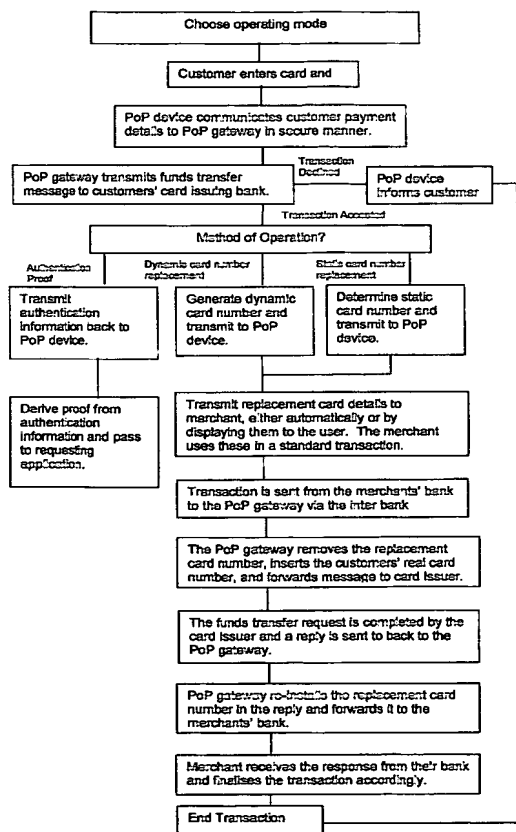 Choose operating mode
Customer enters card and
PoP device communicates customer payment
details to PoP gateway in secure manner.
Transaction
Declined
PoP gateway transmits funds transfer
message to customers' card issuing bank.
PoP device
informs customer
Transaction Accepted
Method of Operation?
Authentication
Proof
Dynamic card number
replacement
Static card number
replacement
Transmit
authentication
information back to
PoP device.
Generate dynamic
card number and
transmit to PoP
device.
Determine static
card number and
transmit to PoP
device.
Derive proof from
authentication
information and pass
to requesting
application.
Transmit replacement card details to
merchant, either automatically or by
displaying them to the user. The merchant
uses these in a standard transaction.
Transaction is sent from the merchants' bank
to the PoP gateway via the inter bank
The PoP gateway removes the replacement
card number, inserts the customers' real card
number, and forwards message to card issuer.
The funds transfer request is completed by the
card issuer and a reply is sent to back to the
PoP gateway.
PoP gateway re-installs the replacement card
number in the reply and forwards it to the
merchants' bank.
Merchant receives the response from their bank
and finalises the transaction accordingly.
End Transaction